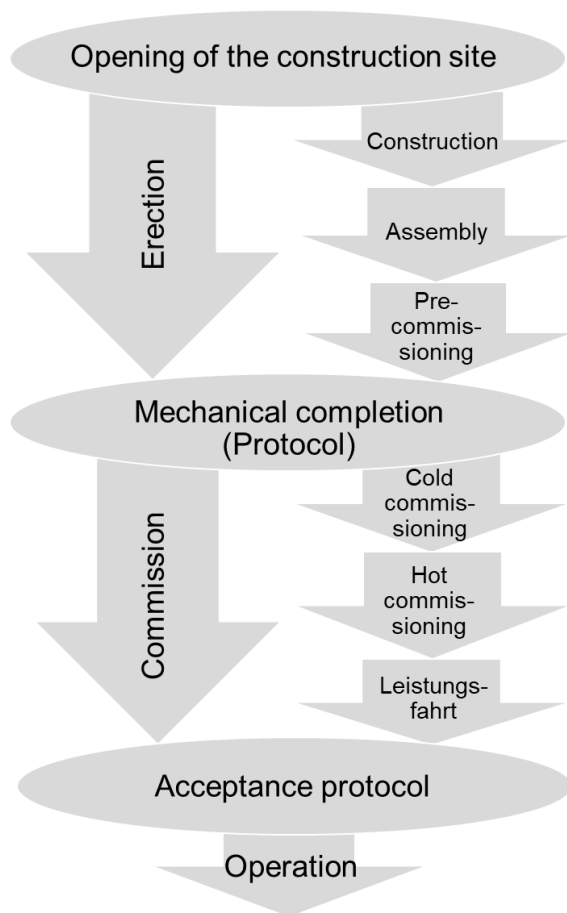 Opening of the construction site
Erection
Construction
Assembly
Pre-
commis-
sioning
Mechanical completion
(Protocol)
Commission
Cold
commis-
sioning
Hot
commis-
sioning
Leistungs-
fahrt
Acceptance protocol
Operation